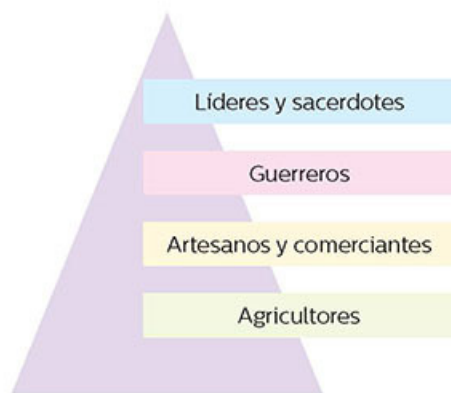 Líderes y sacerdotes
Guerreros
Artesanos y comerciantes
Agricultores